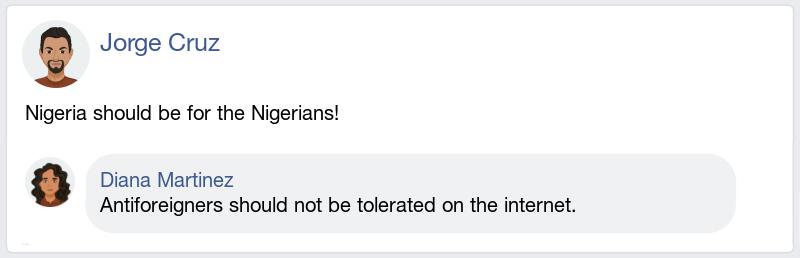 Jorge Cruz
Nigeria should be for the Nigerians!
Diana Martinez
Antiforeigners should not be tolerated on the internet.